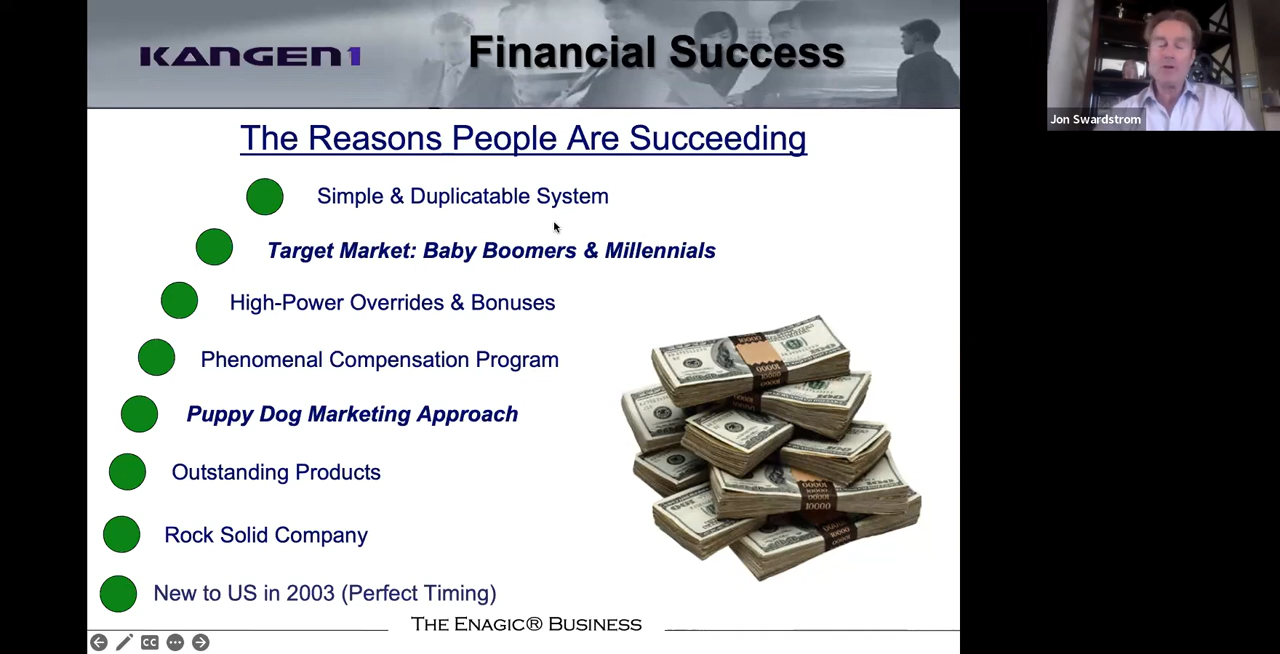 KANGEN1
Financial Success
Jon Swardstrom
The Reasons People Are Succeeding
Simple & Duplicatable System
Target Market: Baby Boomers & Millennials
High-Power Overrides & Bonuses
Phenomenal Compensation Program
Puppy Dog Marketing Approach
Outstanding Products
Rock Solid Company
New to US in 2003 (Perfect Timing)
THE ENAGIC® BUSINESS
CC